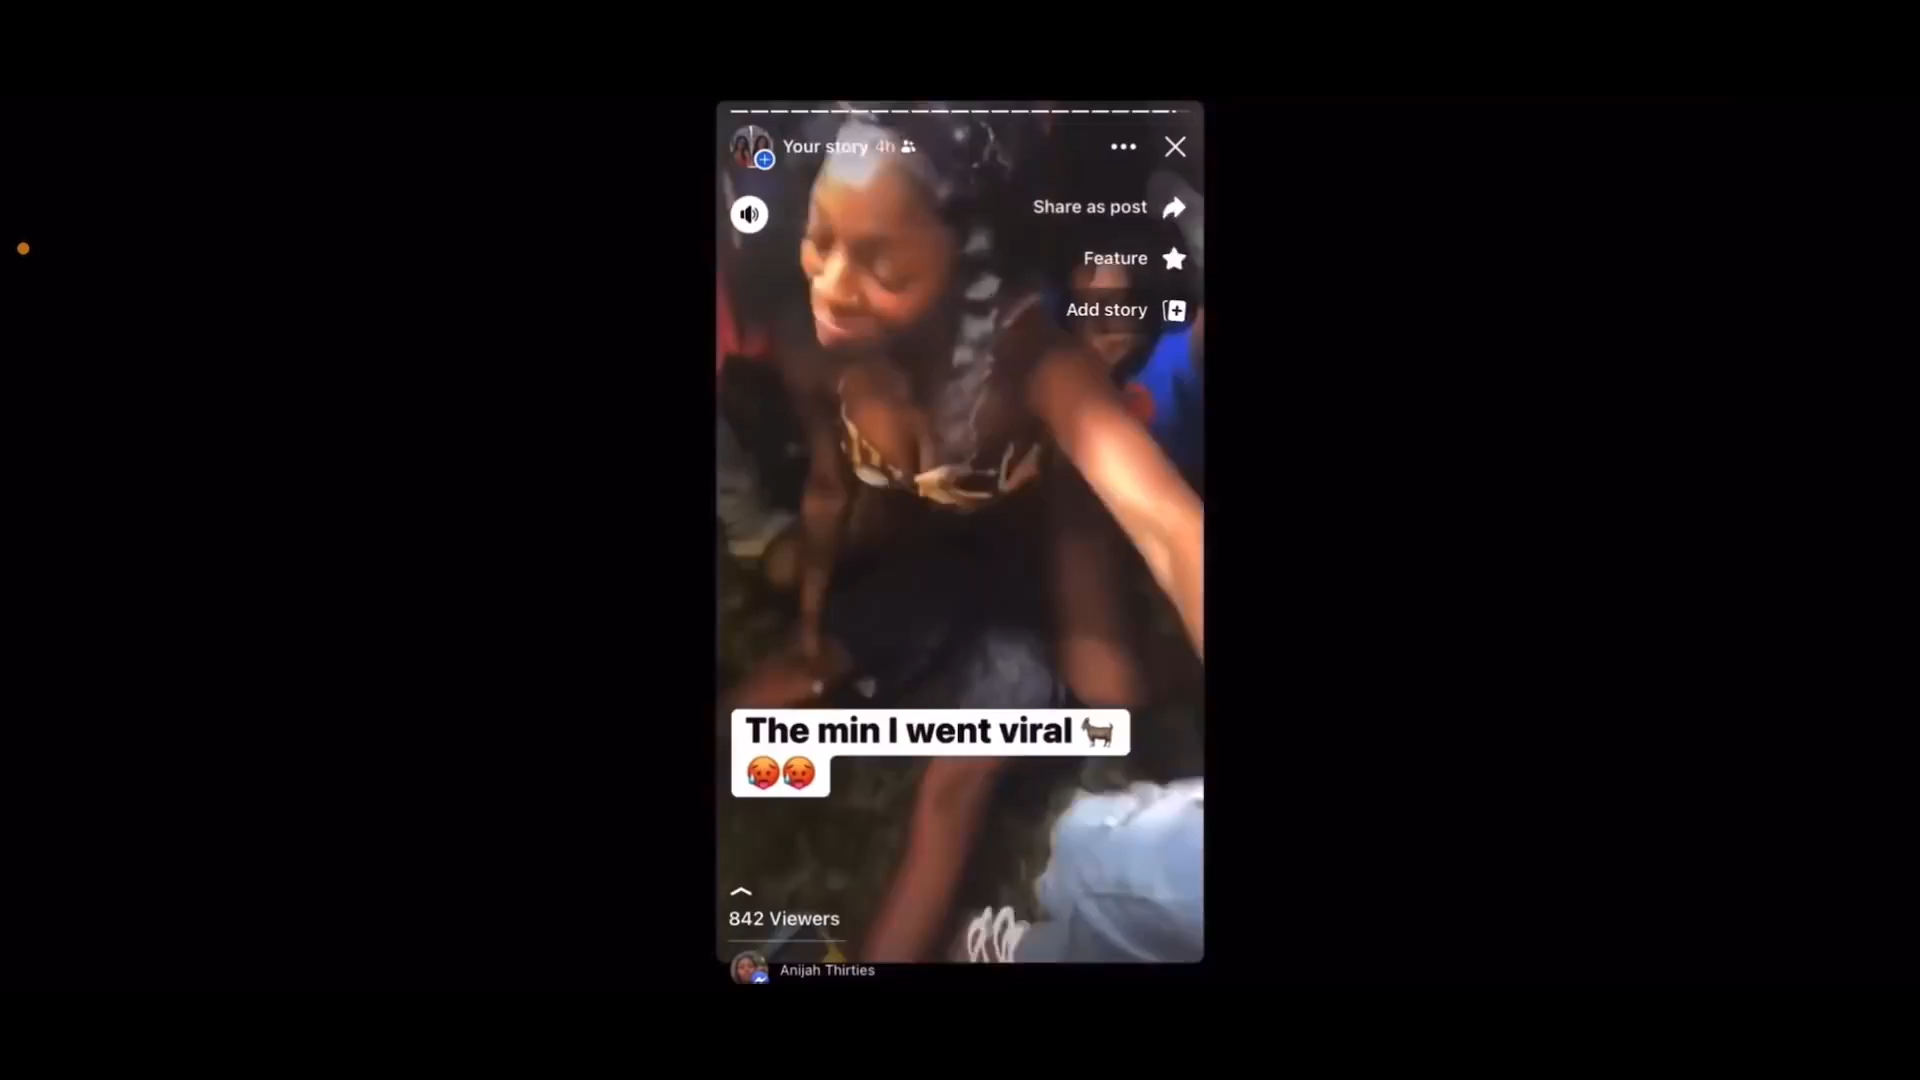 Your story 4h
Share as post
Feature
Add story
The min I went viral 🐐
🥵🥵
842 Viewers
Anijah Thirties